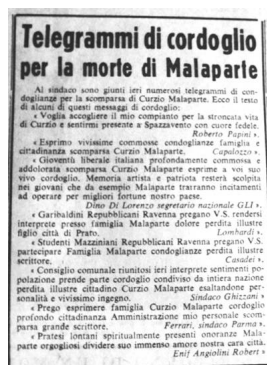 Telegrammi di cordoglio
per la morte di Malaparte
Al sindaco sono giunti ieri numerosi telegrammi di con-
doglianze per la scomparsa di Curzio Malaparte. Ecco il testo
di alcuni di questi messaggi di cordoglio:
« Voglia accogliere il mio compianto per la stroncata vita
di Curzio e sentirmi presente a Spazzavento con cuore fedele.
Roberto Papini ».
« Esprimo vivissime commosse condoglianze famiglia e
cittadinanza scomparsa Curzio Malaparte. Capalozza ».
« Gioventù liberale italiana profondamente commossa e
addolorata scomparsa Curzio Malaparte esprime a voi suo
vivo cordoglio. Memoria artista e patriota resterà scolpita
nei giovani che da esempio Malaparte trarranno incitamenti
ad operare per migliori fortune nostro paese.
Dino Di Lorenzo segretario nazionale GLI ».
« Garibaldini Repubblicani Ravenna pregano V.S. rendersi
interprete presso famiglia Malaparte dolore perdita illustre
figlio città di Prato. Lombardi ».
« Studenti Mazziniani Repubblicani Ravenna pregano V.S.
partecipare Famiglia Malaparte condoglianze perdita illustre
scrittore. Casadei ».
« Consiglio comunale riunitosi ieri interprete sentimenti po-
polazione prende parte cordoglio condiviso da intiera nazione
perdita illustre cittadino Curzio Malaparte esaltandone per-
sonalità e vivissimo ingegno. Sindaco Ghizzani ».
« Prego esprimere famiglia Curzio Malaparte cordoglio
profondo cittadinanza Amministrazione mio personale scom-
parsa grande scrittore. Ferrari, sindaco Parma ».
« Pratesi lontani spiritualmente presenti onoranze Mala-
parte orgogliosi dividere suo immenso amore nostra cara città.
Enif Angiolini Robert »